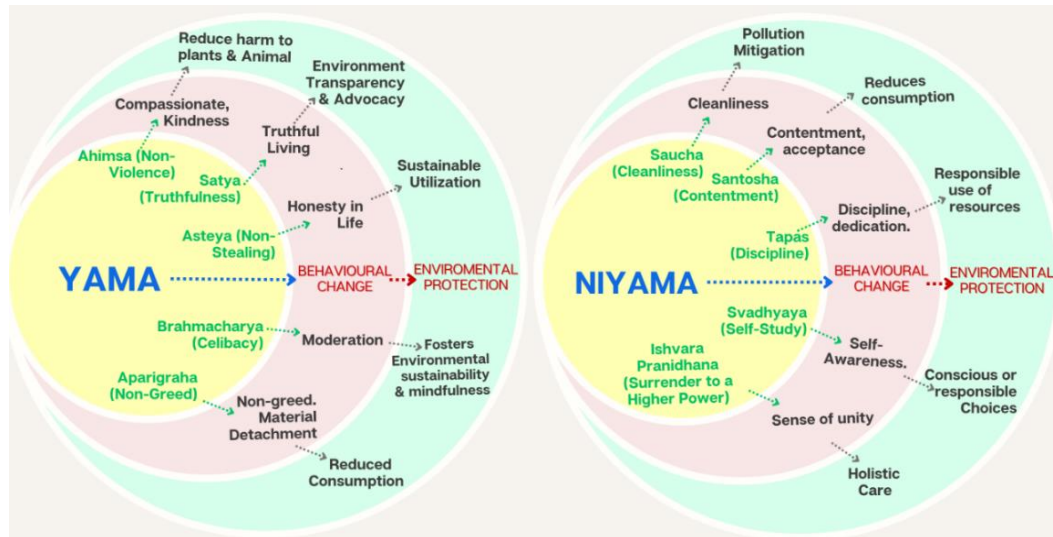 Reduce harm to
plants & Animal
Environment
Transparency
& Advocacy
Compassionate,
Kindness
Truthful
Living
Ahimsa (Non-
Violence)
Satya
(Truthfulness)
Sustainable
Utilization
Honesty in
Life
Asteya (Non-
Stealing)
YAMA
BEHAVIOURAL
CHANGE
ENVIROMENTAL
PROTECTION
Brahmacharya
(Celibacy)
Moderation
Fosters
Environmental
sustainability
& mindfulness
Aparigraha
(Non-Greed)
Non-greed.
Material
Detachment
Reduced
Consumption
Pollution
Mitigation
Cleanliness
Reduces
consumption
Contentment,
acceptance
Saucha
(Cleanliness)
Santosha
(Contentment)
Responsible
use of
resources
Discipline,
dedication.
Tapas
(Discipline)
NIYAMA
BEHAVIOURAL
CHANGE
ENVIROMENTAL
PROTECTION
Svadhyaya
(Self-Study)
Self-
Awareness.
Ishvara
Pranidhana
(Surrender to a
Higher Power)
Conscious or
responsible
Choices
Sense of unity
Holistic
Care